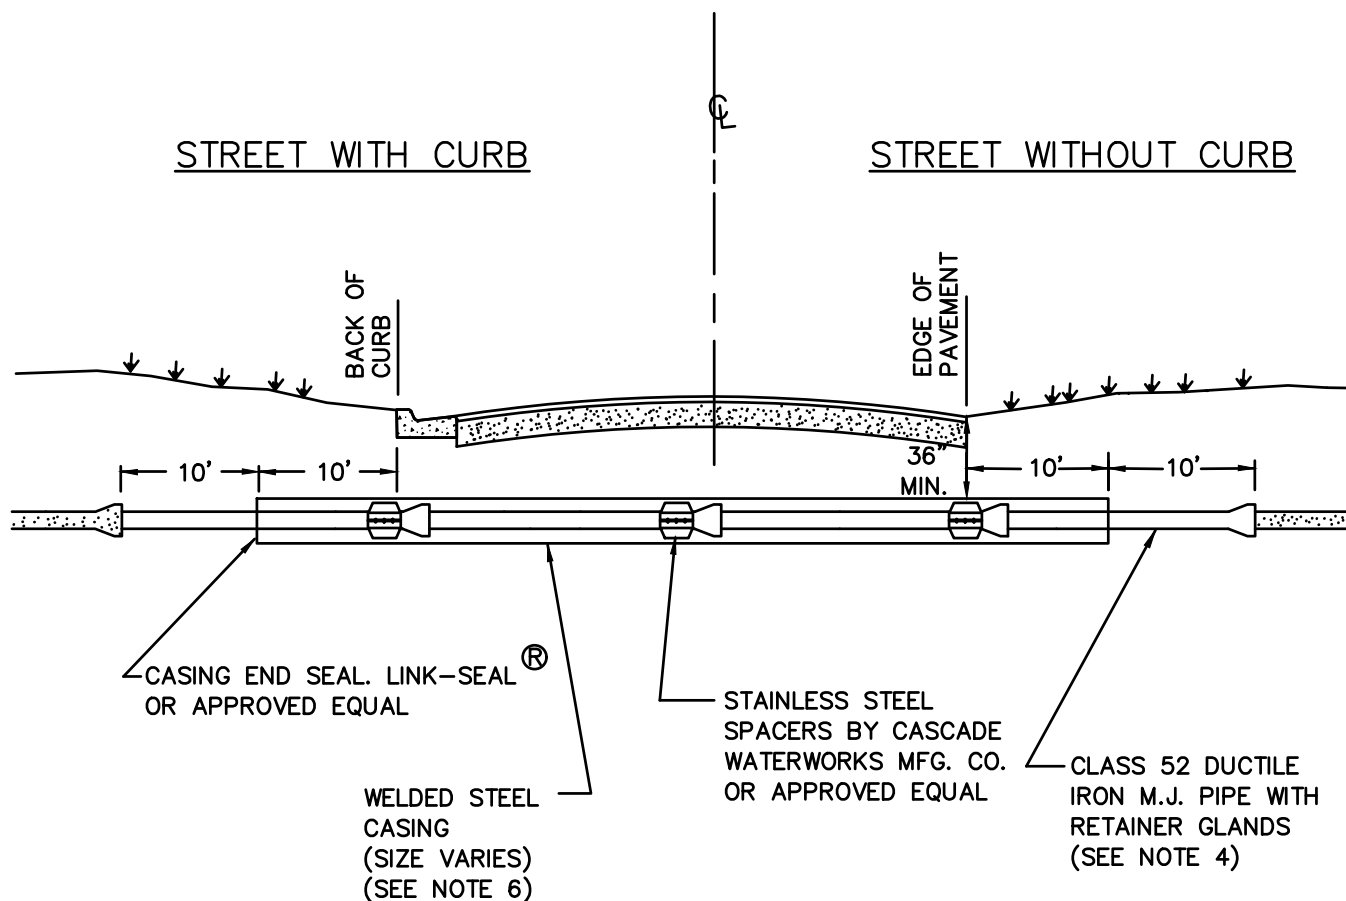 ℄
STREET WITH CURB
STREET WITHOUT CURB
BACK OF
CURB
EDGE OF
PAVEMENT
10'
10'
36"
MIN.
10'
10'
CASING END SEAL. LINK-SEAL ®
OR APPROVED EQUAL
STAINLESS STEEL
SPACERS BY CASCADE
WATERWORKS MFG. CO.
OR APPROVED EQUAL
CLASS 52 DUCTILE
IRON M.J. PIPE WITH
RETAINER GLANDS
(SEE NOTE 4)
WELDED STEEL
CASING
(SIZE VARIES)
(SEE NOTE 6)